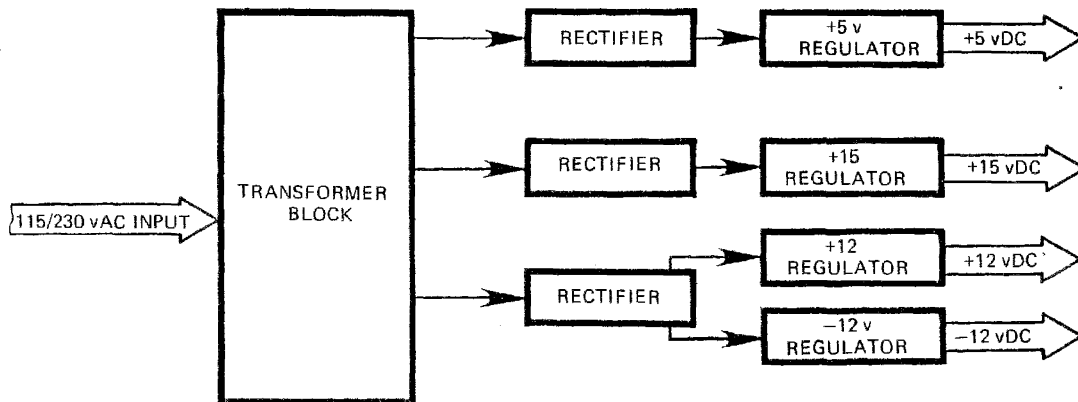 RECTIFIER
+5 v
REGULATOR
+5 vDC
RECTIFIER
+15
REGULATOR
+15 vDC
115/230 vAC INPUT
TRANSFORMER
BLOCK
RECTIFIER
+12
REGULATOR
+12 vDC
−12 v
REGULATOR
−12 vDC